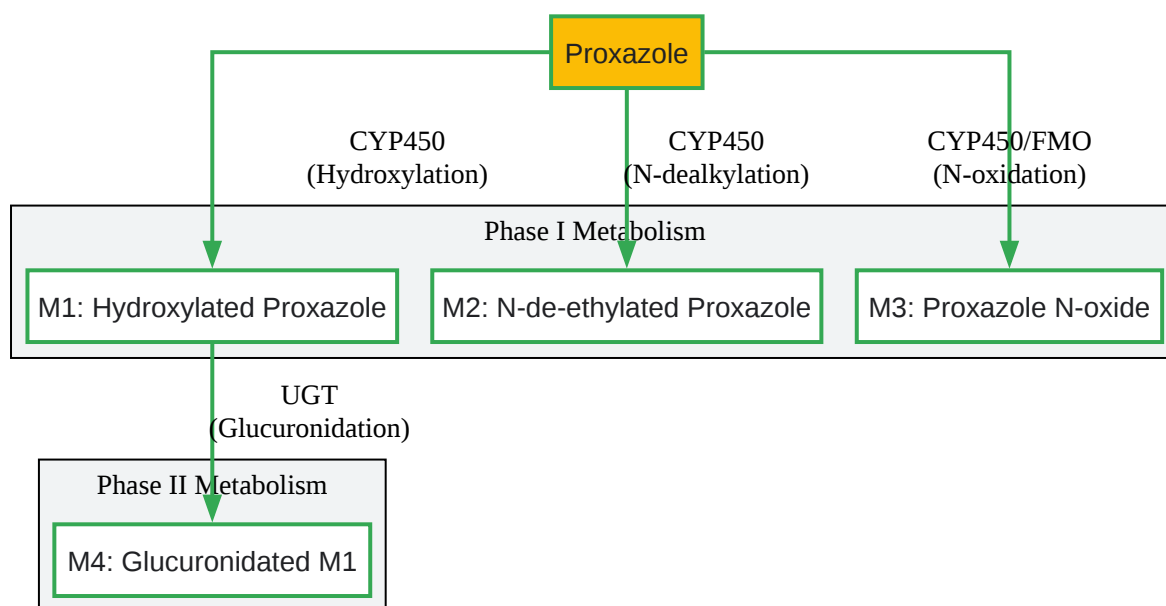 Proxazole
CYP450
(Hydroxylation)
CYP450
(N-dealkylation)
CYP450/FMO
(N-oxidation)
Phase I Metabolism
M1: Hydroxylated Proxazole
M2: N-de-ethylated Proxazole
M3: Proxazole N-oxide
UGT
(Glucuronidation)
Phase II Metabolism
M4: Glucuronidated M1